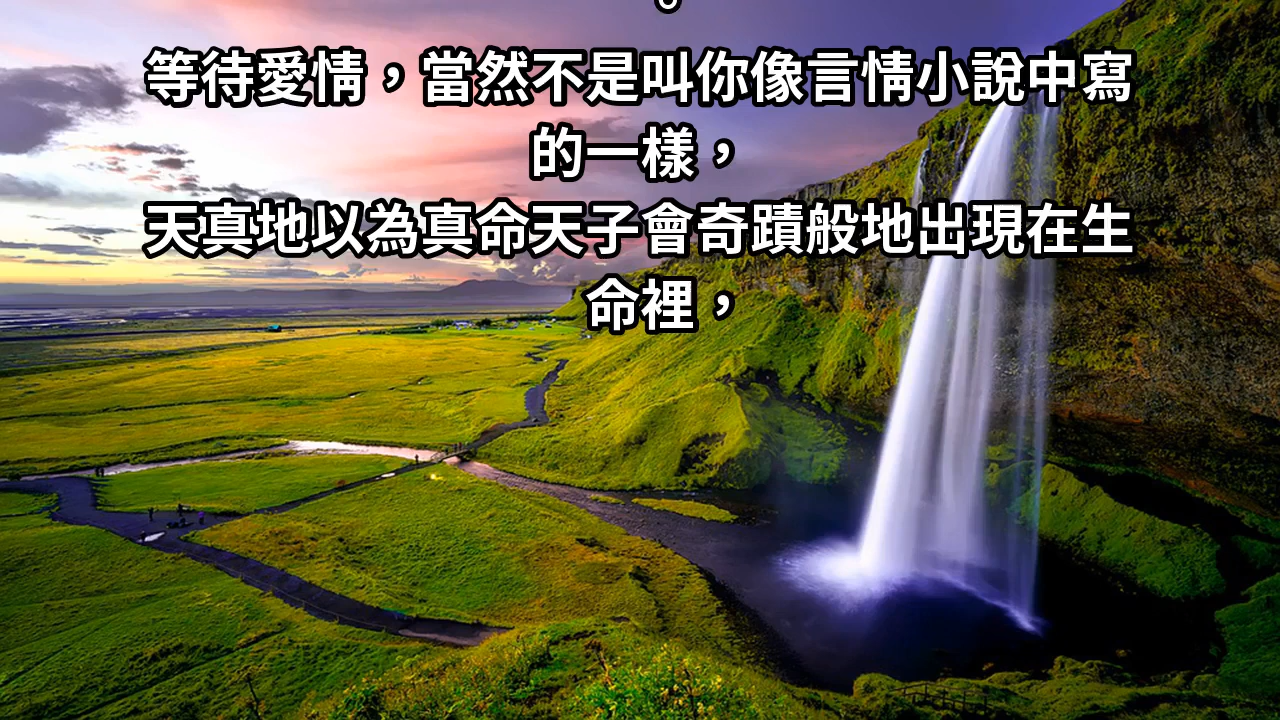 。
等待愛情，當然不是叫你像言情小說中寫
的一樣，
天真地以為真命天子會奇蹟般地出現在生
命裡，